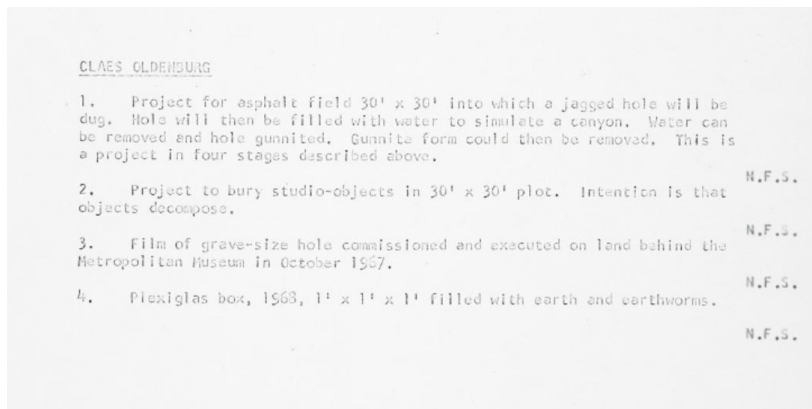 CLAES OLDENBURG
1. Project for asphalt field 30' x 30' into which a jagged hole will be
dug. Hole will then be filled with water to simulate a canyon. Water can
be removed and hole gunnited. Gunnite form could then be removed. This is
a project in four stages described above.
N.F.S.
2. Project to bury studio-objects in 30' x 30' plot. Intention is that
objects decompose.
N.F.S.
3. Film of grave-size hole commissioned and executed on land behind the
Metropolitan Museum in October 1967.
N.F.S.
4. Plexiglas box, 1968, 1' x 1' x 1' filled with earth and earthworms.
N.F.S.